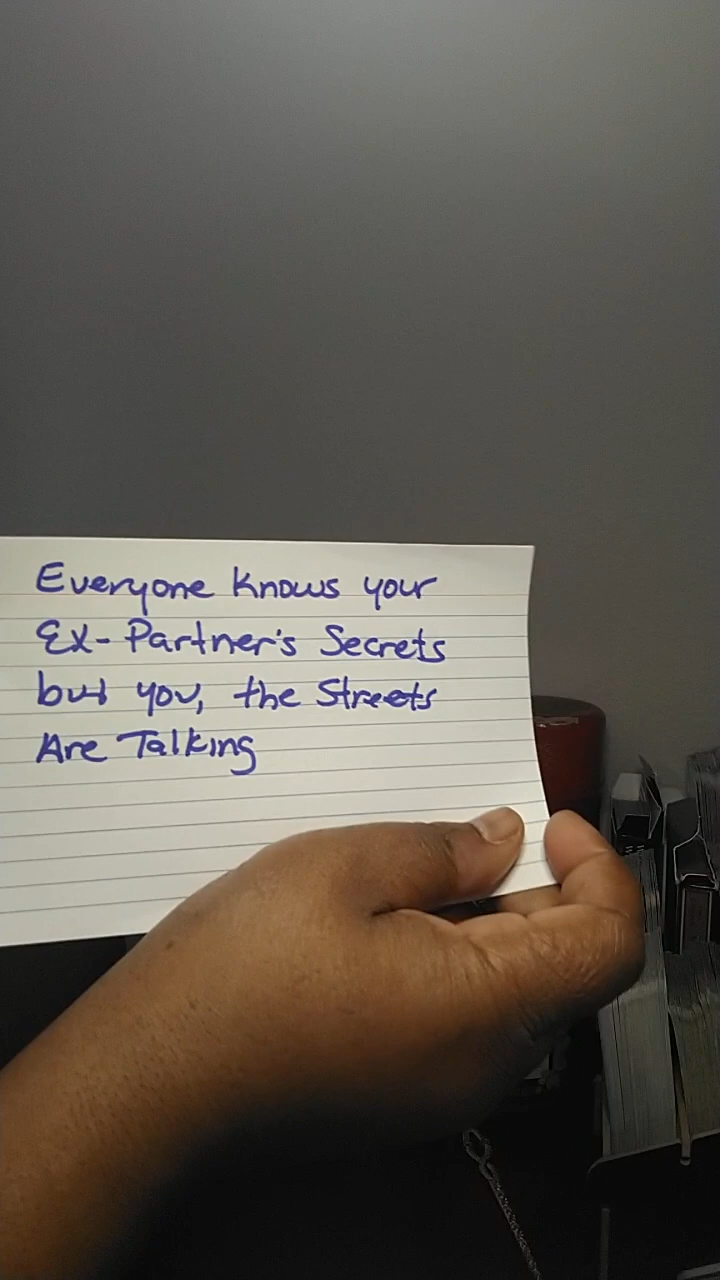 Everyone knows your
Ex-Partner's Secrets
but you, the Streets
Are Talking